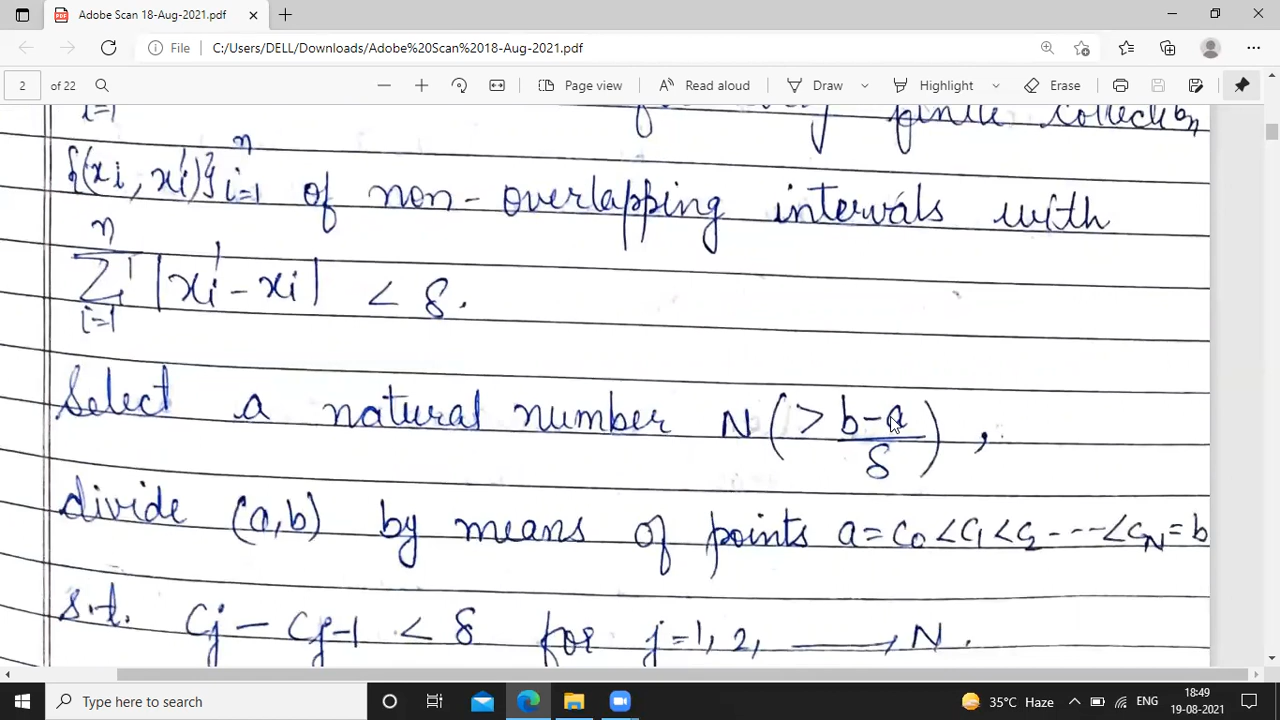 Adobe Scan 18-Aug-2021.pdf
File C:/Users/DELL/Downloads/Adobe%20Scan%2018-Aug-2021.pdf
2 of 22 Page view Read aloud Draw Highlight Erase
i=1 finite collection
{(xi, xi')}ⁿi=1 of non-overlapping intervals with
n
Σ |xi' - xi| < δ.
i=1
Select a natural number N (> b-a/δ),
divide (a,b) by means of points a=c₀<c₁<c₂----<cN=b
s.t. cj - cj-1 < δ for j=1, 2, ——, N.
Type here to search 35°C Haze ENG 18:49
19-08-2021